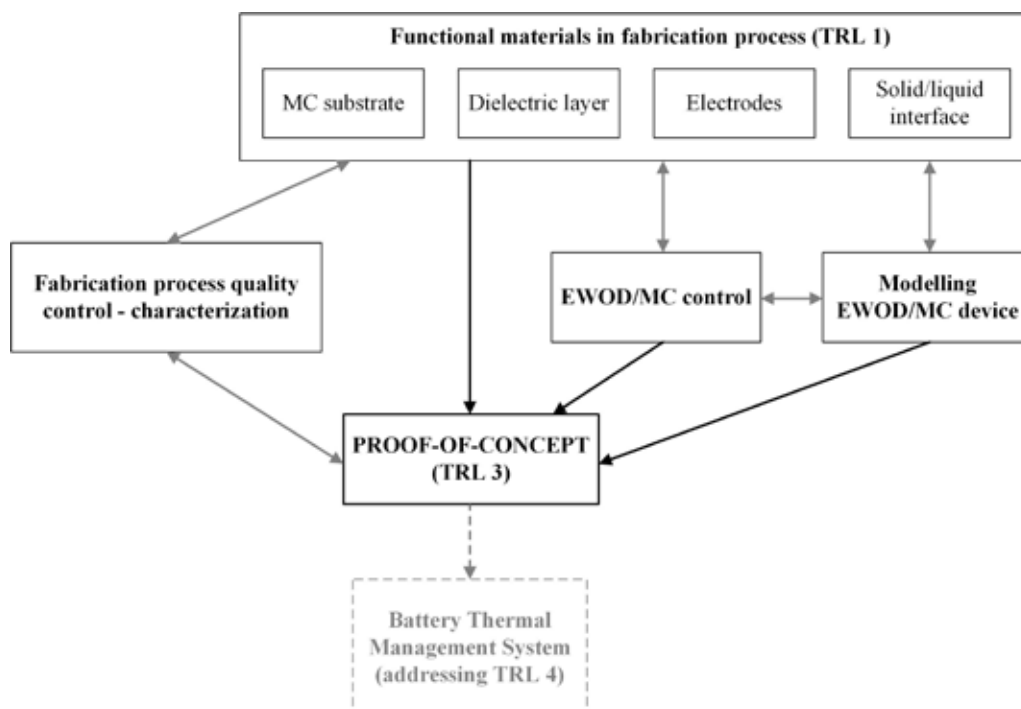 Functional materials in fabrication process (TRL 1)
MC substrate
Dielectric layer
Electrodes
Solid/liquid
interface
Fabrication process quality
control - characterization
EWOD/MC control
Modelling
EWOD/MC device
PROOF-OF-CONCEPT
(TRL 3)
Battery Thermal
Management System
(addressing TRL 4)